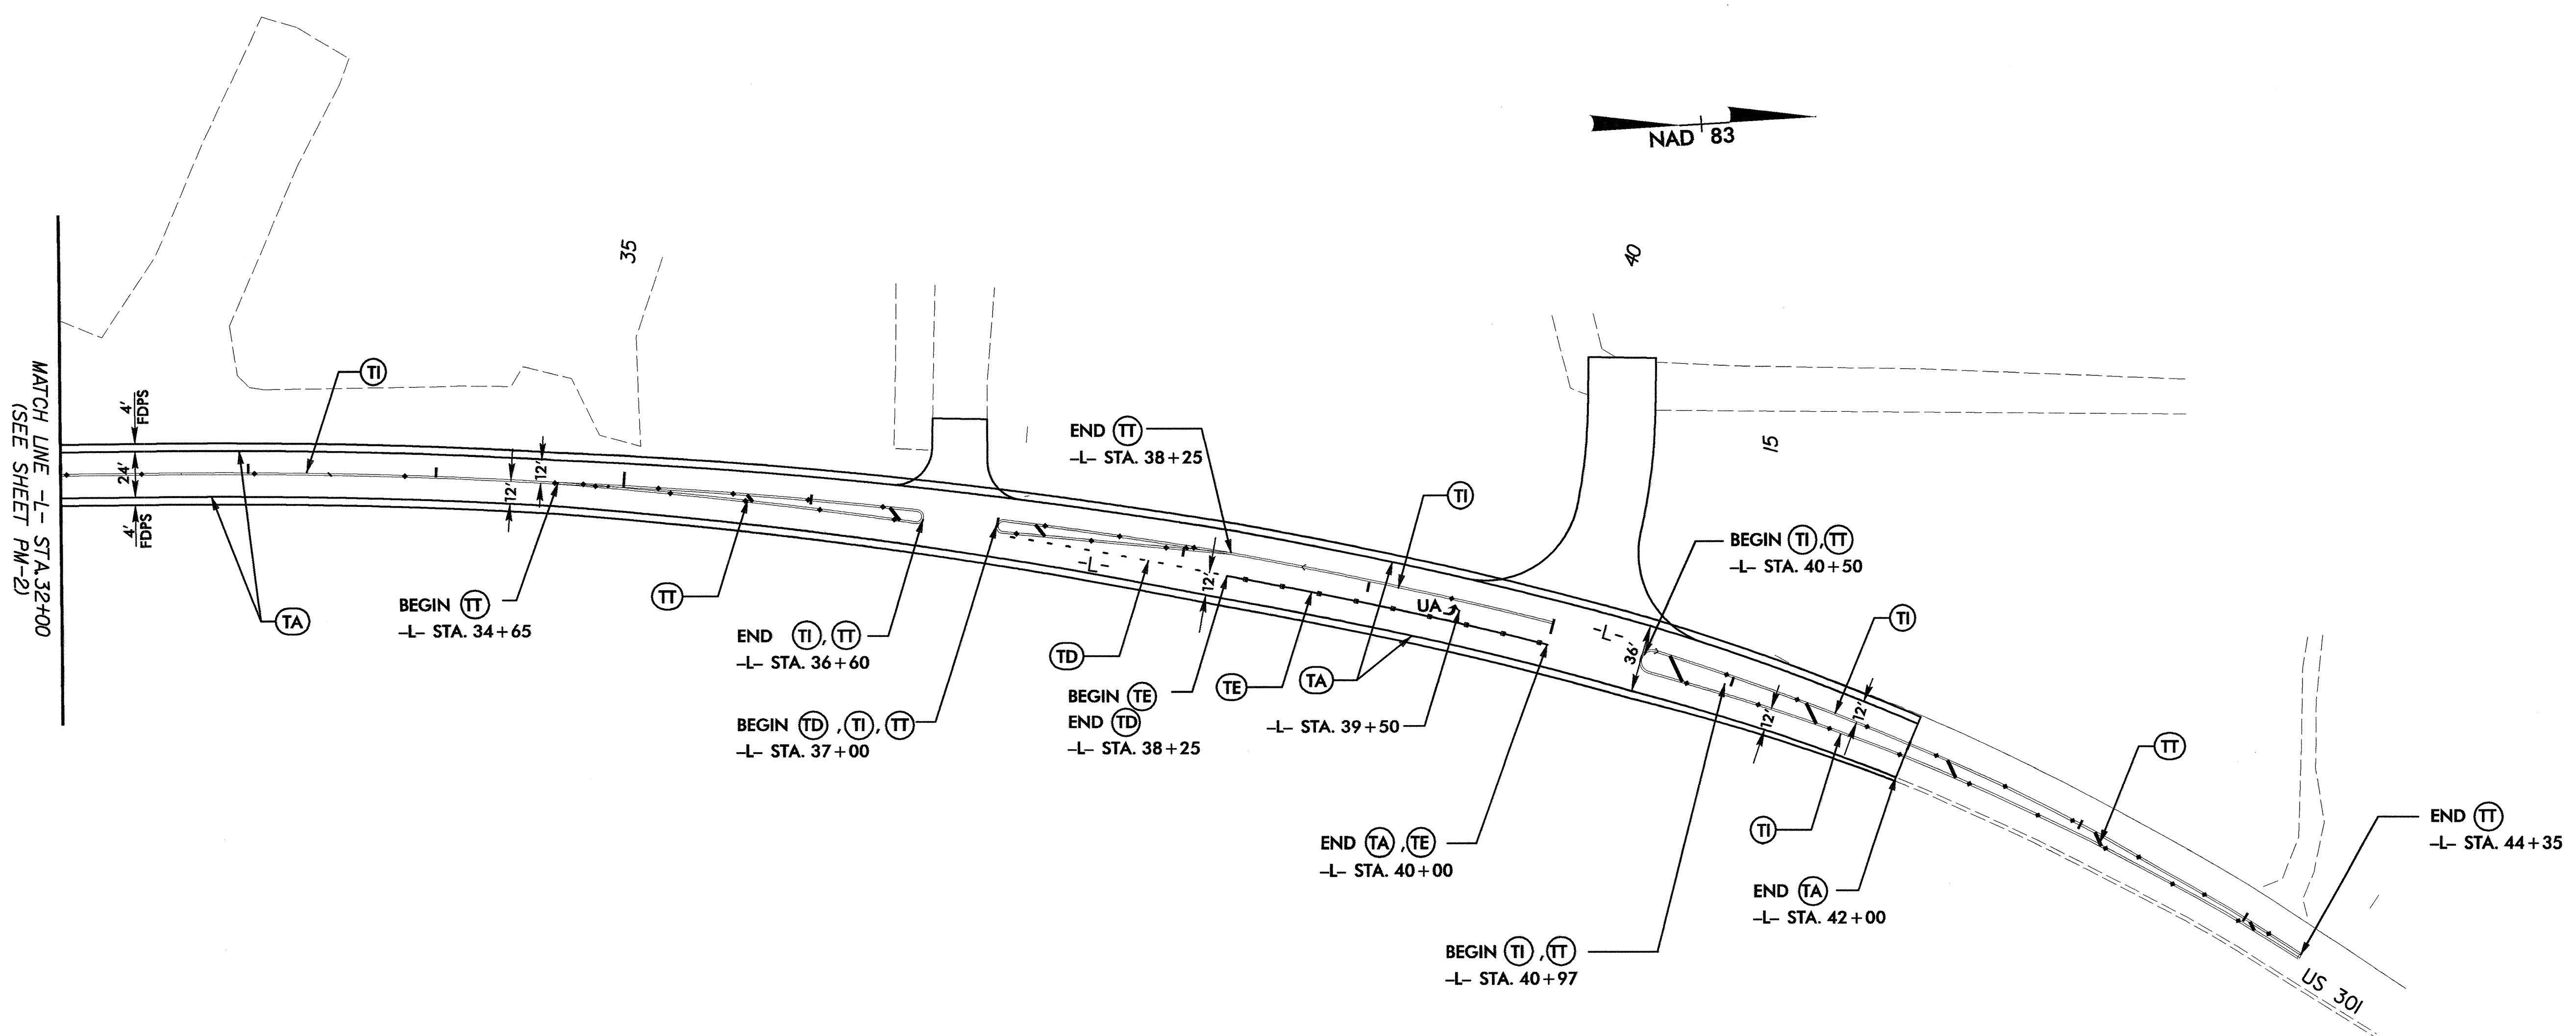 NAD 83
35
40
15
MATCH LINE -L- STA.32+00
(SEE SHEET PM-2)
4'
FDPS
24'
4'
FDPS
TI
TA
12'
12'
BEGIN TT
-L- STA. 34+65
TT
END TI, TT
-L- STA. 36+60
BEGIN TD, TI, TT
-L- STA. 37+00
END TT
-L- STA. 38+25
-L-
TD
12'
BEGIN TE
END TD
-L- STA. 38+25
TE
TA
TI
UA
-L- STA. 39+50
END TA, TE
-L- STA. 40+00
-L-
36'
BEGIN TI, TT
-L- STA. 40+50
TI
12'
12'
TI
BEGIN TI, TT
-L- STA. 40+97
END TA
-L- STA. 42+00
TT
END TT
-L- STA. 44+35
US 301